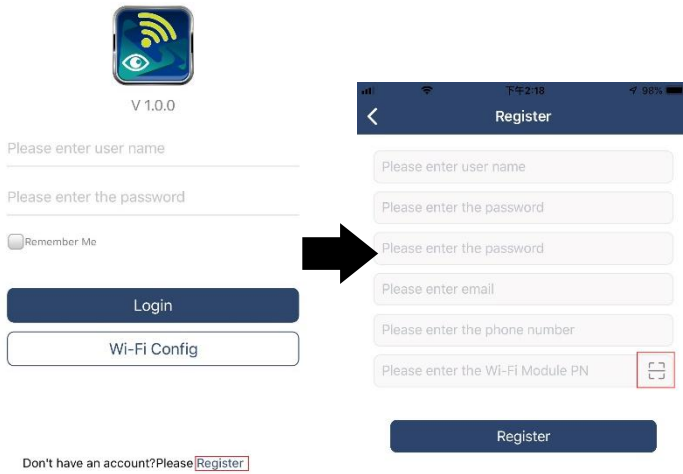 V 1.0.0
Please enter user name
Please enter the password
Remember Me
Login
Wi-Fi Config
Don't have an account?Please Register
下午2:18
98%
Register
Please enter user name
Please enter the password
Please enter the password
Please enter email
Please enter the phone number
Please enter the Wi-Fi Module PN
Register